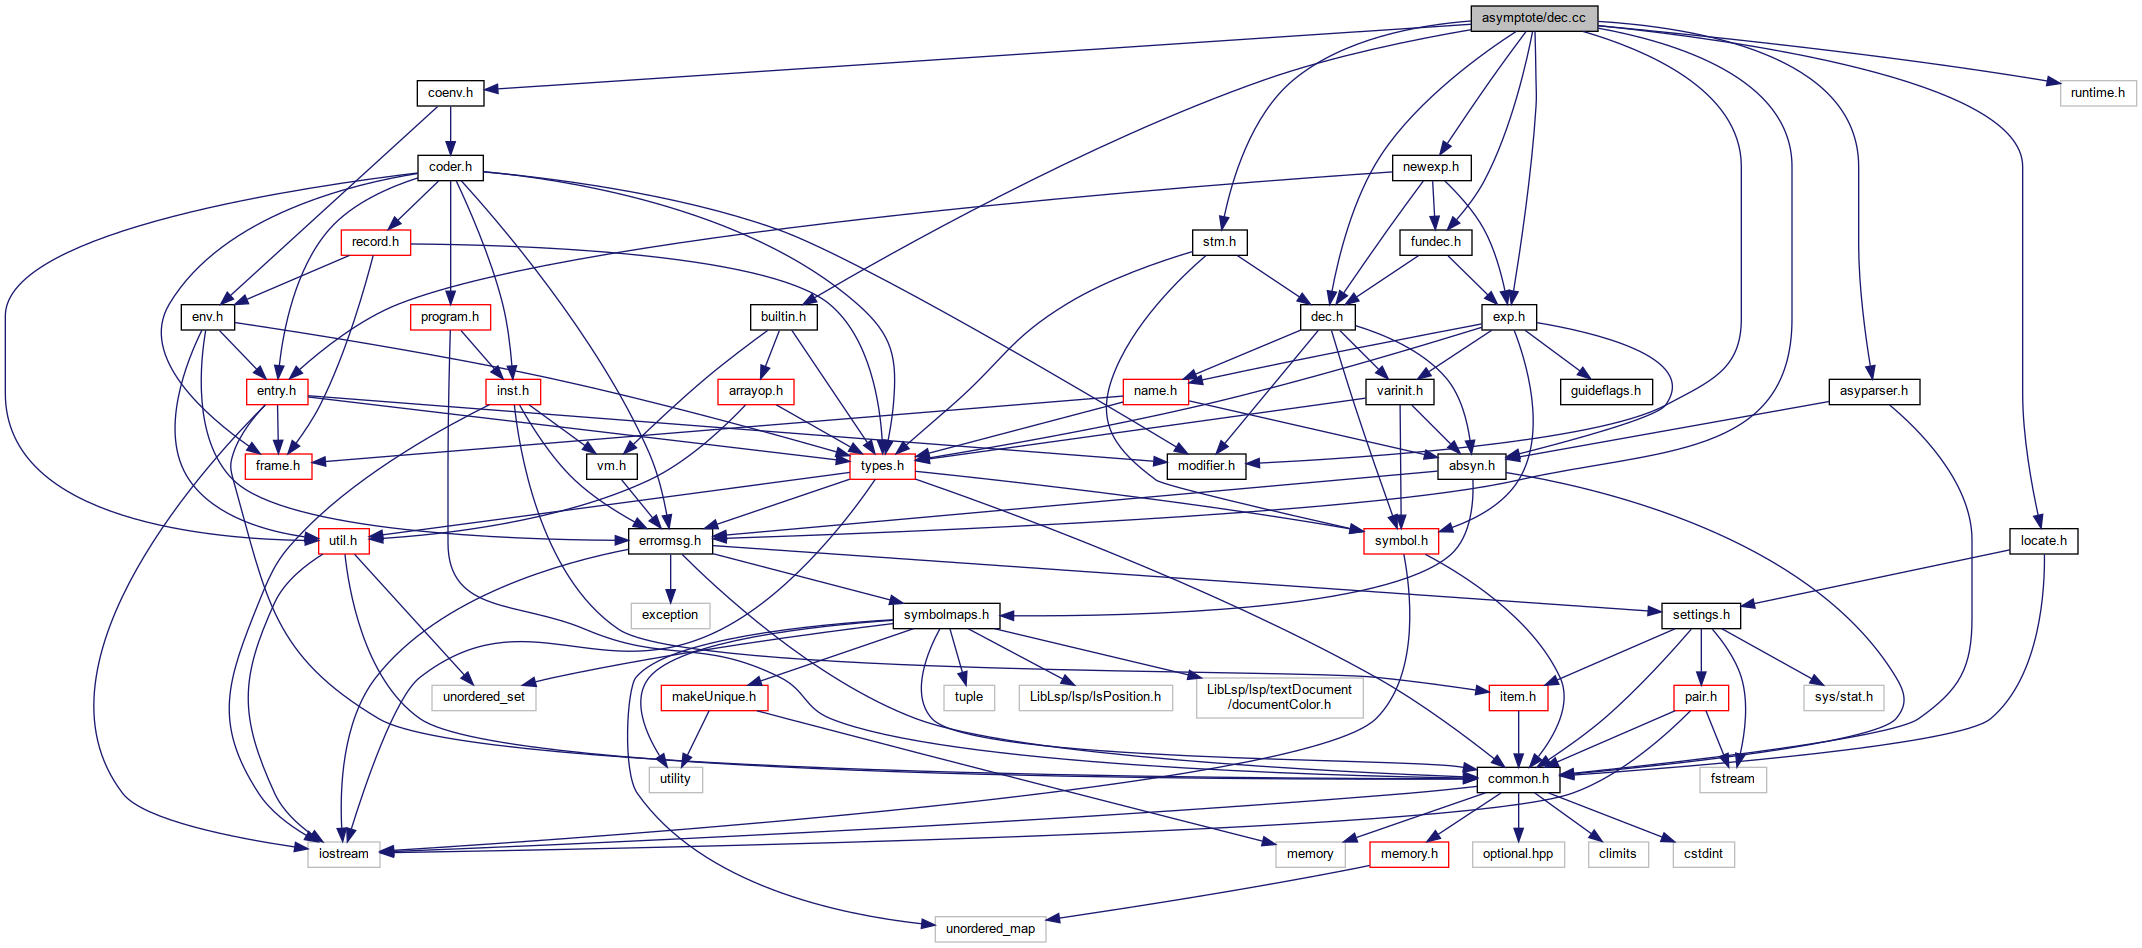 asymptote/dec.cc
coenv.h
runtime.h
coder.h
newexp.h
record.h
stm.h
fundec.h
env.h
program.h
builtin.h
dec.h
exp.h
entry.h
inst.h
arrayop.h
name.h
varinit.h
guideflags.h
asyparser.h
frame.h
vm.h
types.h
modifier.h
absyn.h
util.h
errormsg.h
symbol.h
locate.h
exception
symbolmaps.h
settings.h
unordered_set
makeUnique.h
tuple
LibLsp/lsp/lsPosition.h
LibLsp/lsp/textDocument
/documentColor.h
item.h
pair.h
sys/stat.h
utility
common.h
fstream
iostream
memory
memory.h
optional.hpp
climits
cstdint
unordered_map